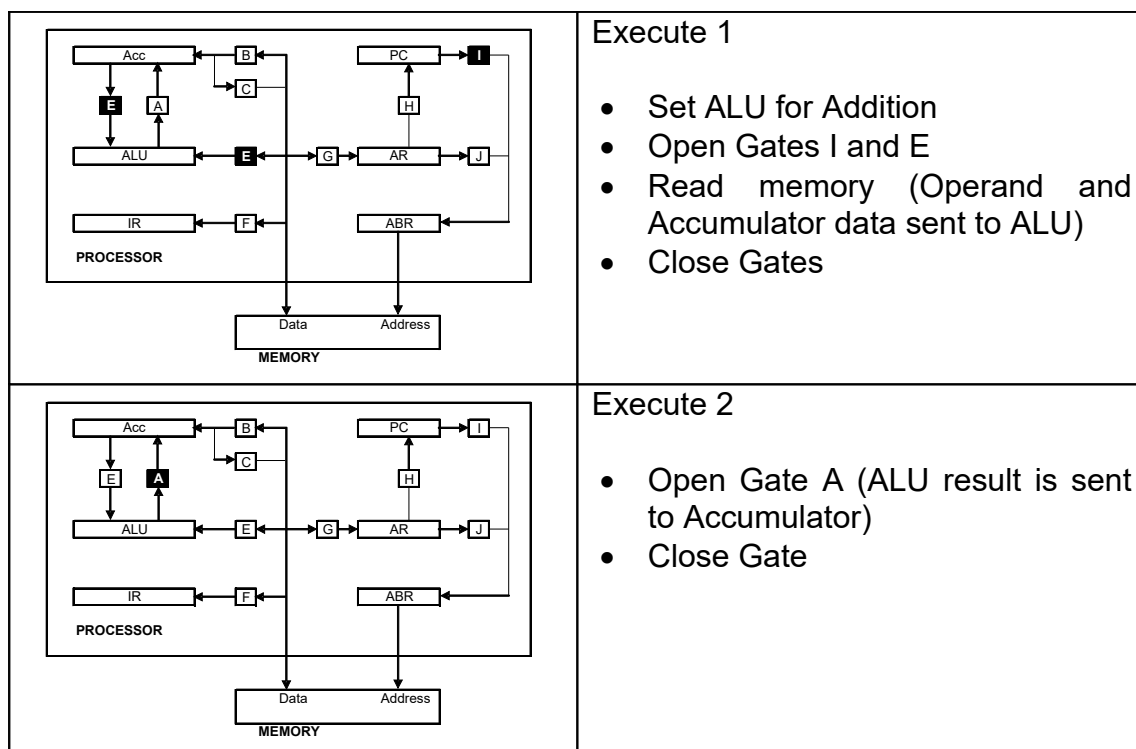 Execute 1
Acc
B
PC
I
C
E
A
H
ALU
E
G
AR
J
IR
F
ABR
PROCESSOR
Data
Address
MEMORY
• Set ALU for Addition
• Open Gates I and E
• Read memory (Operand and
Accumulator data sent to ALU)
• Close Gates
Execute 2
Acc
B
PC
I
C
E
A
H
ALU
E
G
AR
J
IR
F
ABR
PROCESSOR
Data
Address
MEMORY
• Open Gate A (ALU result is sent
to Accumulator)
• Close Gate